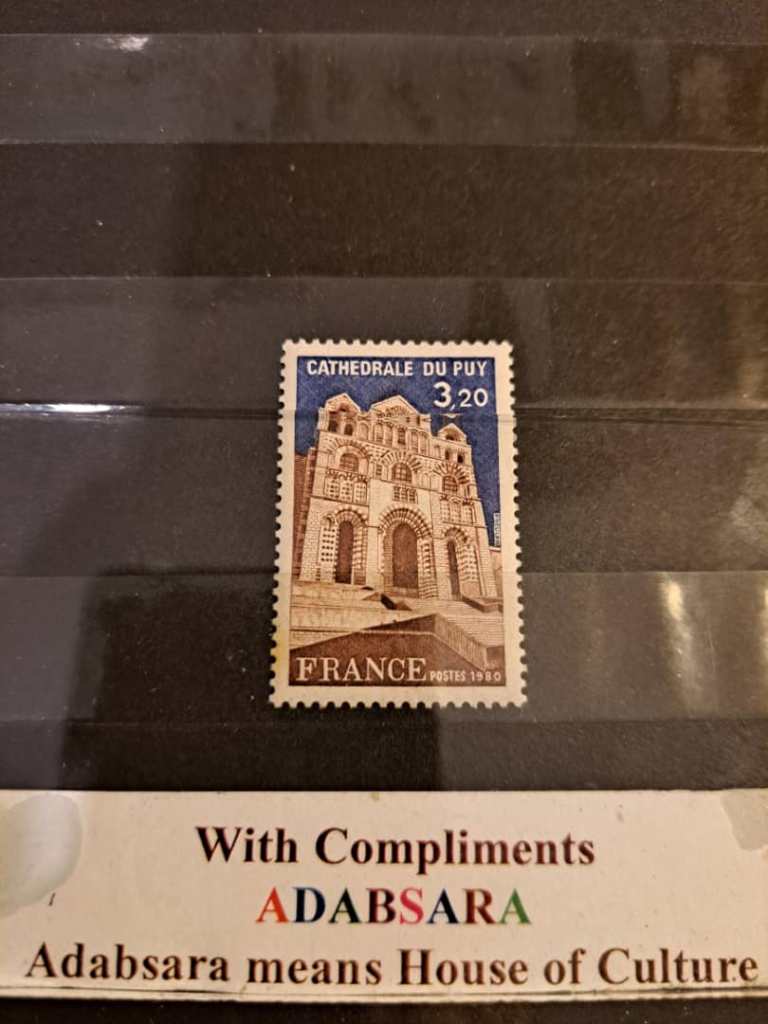 CATHEDRALE DU PUY
3,20
FRANCE POSTES 1980
With Compliments
ADABSARA
Adabsara means House of Culture